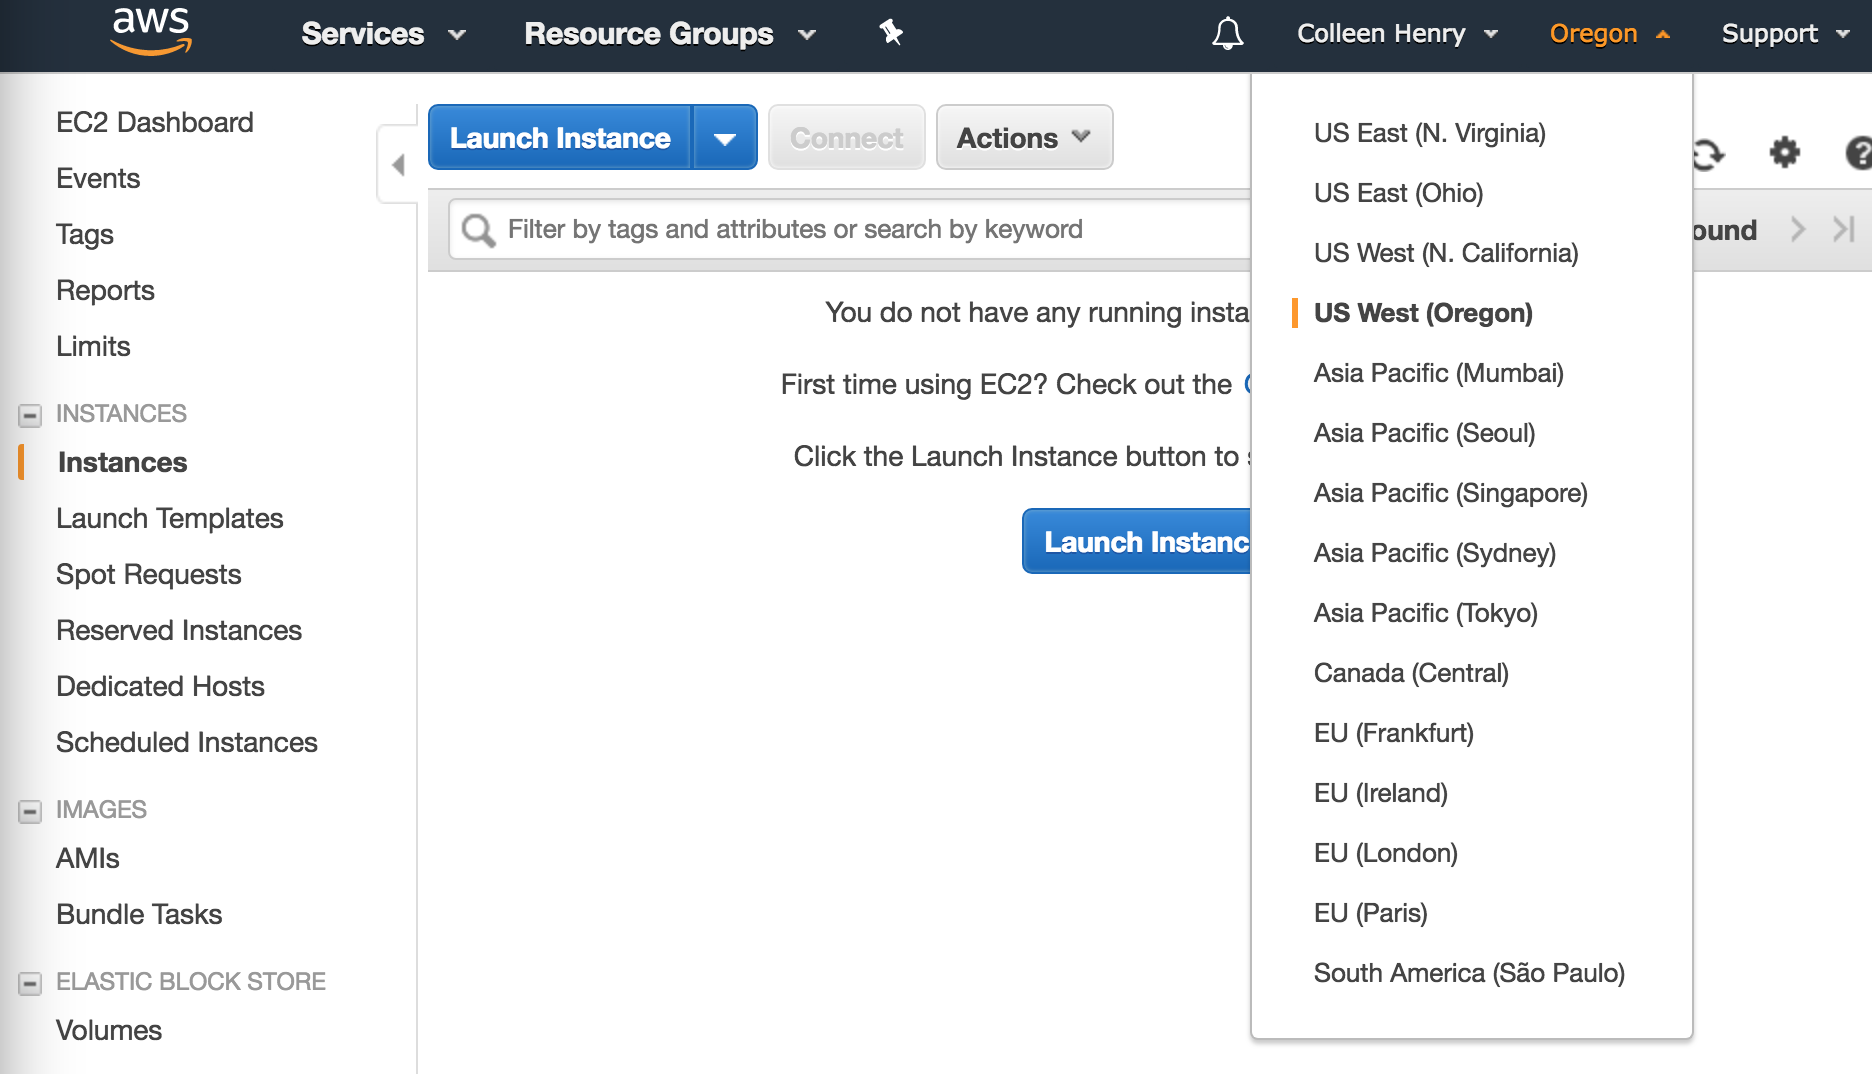 aws
Services
Resource Groups
Colleen Henry
Oregon
Support
EC2 Dashboard
Events
Tags
Reports
Limits
INSTANCES
Instances
Launch Templates
Spot Requests
Reserved Instances
Dedicated Hosts
Scheduled Instances
IMAGES
AMIs
Bundle Tasks
ELASTIC BLOCK STORE
Volumes
Launch Instance
Connect
Actions
Filter by tags and attributes or search by keyword
ound
You do not have any running insta
First time using EC2? Check out the
Click the Launch Instance button to
Launch Instanc
US East (N. Virginia)
US East (Ohio)
US West (N. California)
US West (Oregon)
Asia Pacific (Mumbai)
Asia Pacific (Seoul)
Asia Pacific (Singapore)
Asia Pacific (Sydney)
Asia Pacific (Tokyo)
Canada (Central)
EU (Frankfurt)
EU (Ireland)
EU (London)
EU (Paris)
South America (São Paulo)